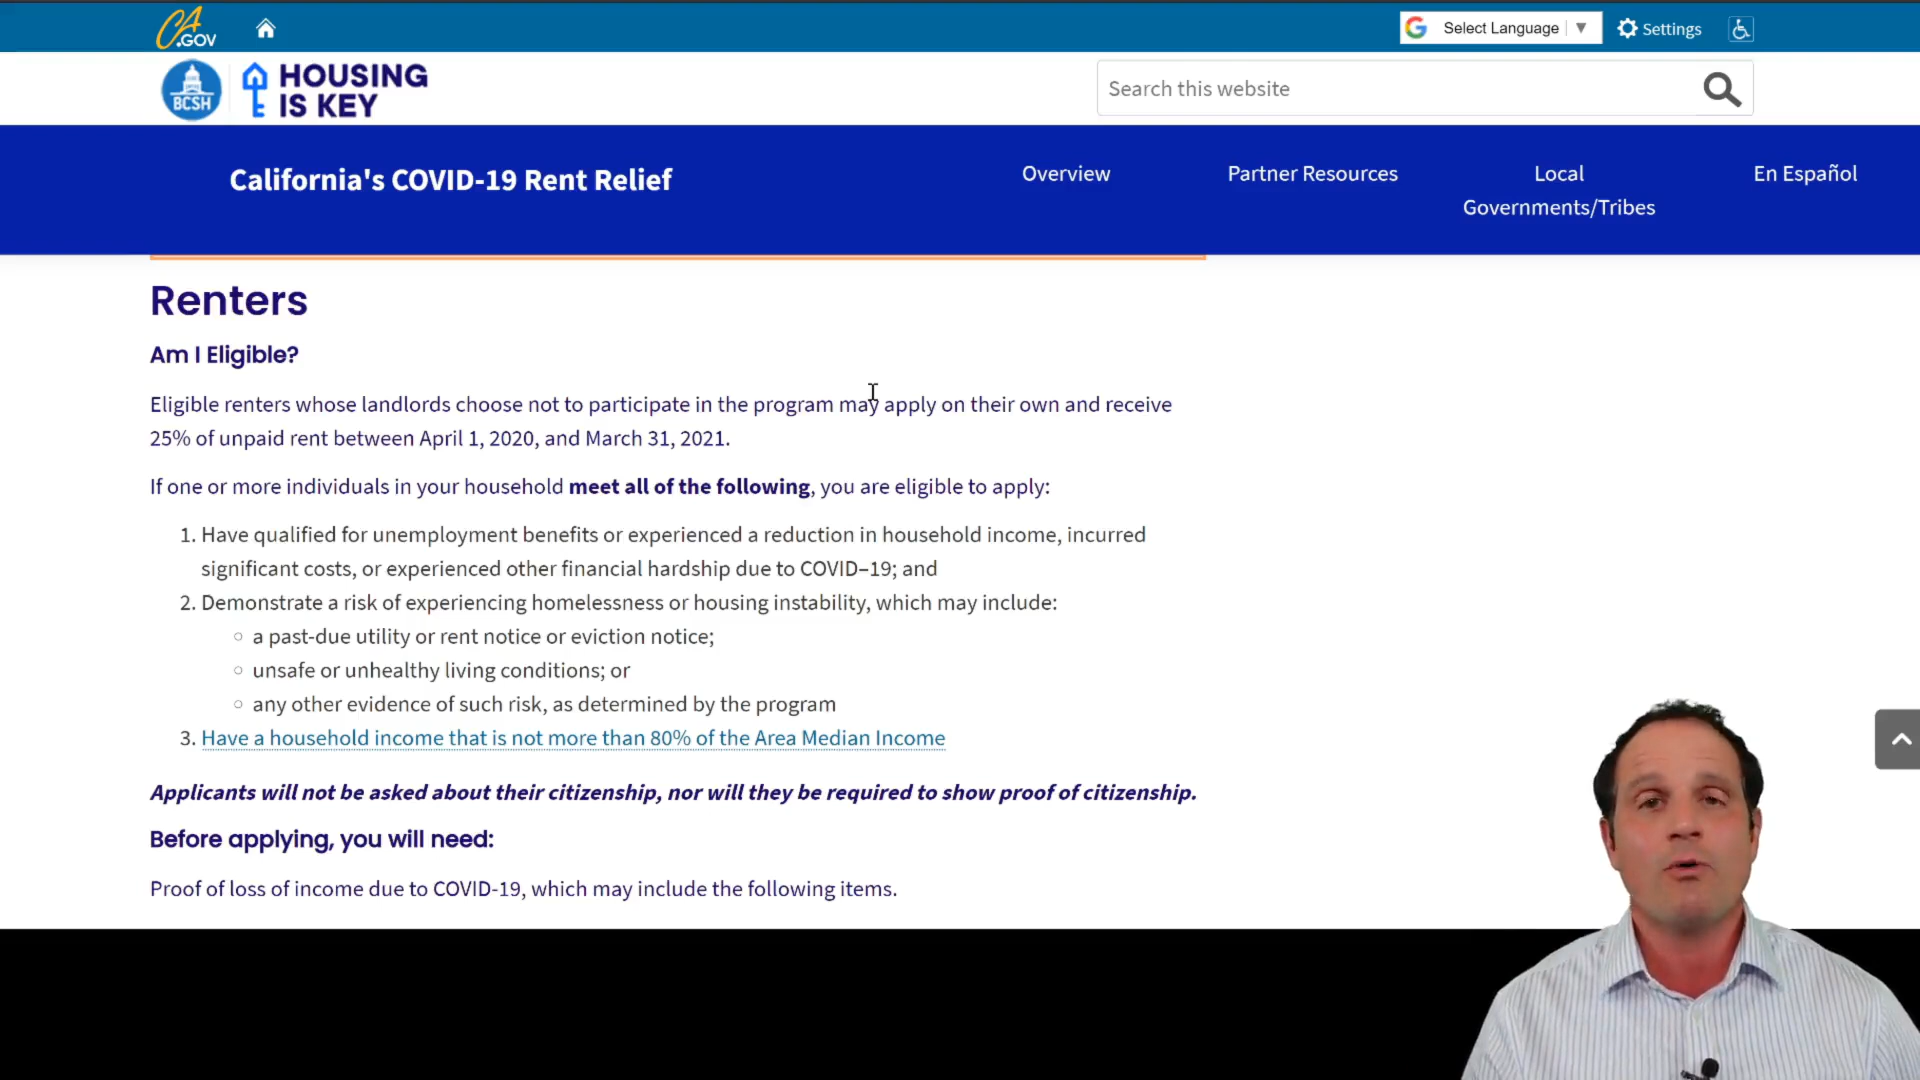 CA.GOV
Select Language ▼
Settings
BCSH
HOUSING
IS KEY
Search this website
California's COVID-19 Rent Relief
Overview
Partner Resources
Local
Governments/Tribes
En Español
Renters
Am I Eligible?
Eligible renters whose landlords choose not to participate in the program may apply on their own and receive
25% of unpaid rent between April 1, 2020, and March 31, 2021.
If one or more individuals in your household meet all of the following, you are eligible to apply:
1. Have qualified for unemployment benefits or experienced a reduction in household income, incurred
significant costs, or experienced other financial hardship due to COVID–19; and
2. Demonstrate a risk of experiencing homelessness or housing instability, which may include:
◦ a past-due utility or rent notice or eviction notice;
◦ unsafe or unhealthy living conditions; or
◦ any other evidence of such risk, as determined by the program
3. Have a household income that is not more than 80% of the Area Median Income
Applicants will not be asked about their citizenship, nor will they be required to show proof of citizenship.
Before applying, you will need:
Proof of loss of income due to COVID-19, which may include the following items.